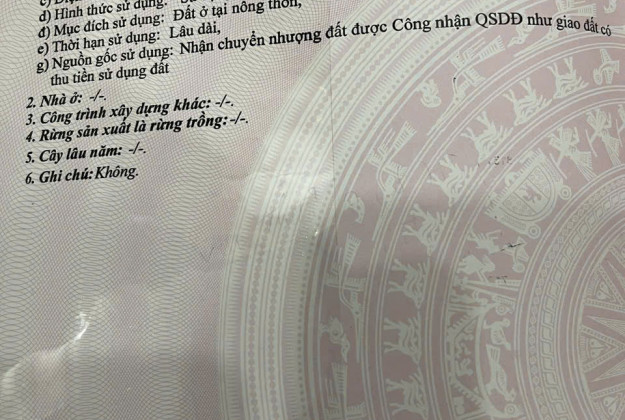 d) Hình thức sử dụng:
đ) Mục đích sử dụng: Đất ở tại nông thôn,
e) Thời hạn sử dụng: Lâu dài,
g) Nguồn gốc sử dụng: Nhận chuyển nhượng đất được Công nhận QSDĐ như giao đất có
thu tiền sử dụng đất
2. Nhà ở: -/-.
3. Công trình xây dựng khác: -/-.
4. Rừng sản xuất là rừng trồng: -/-.
5. Cây lâu năm: -/-.
6. Ghi chú: Không.